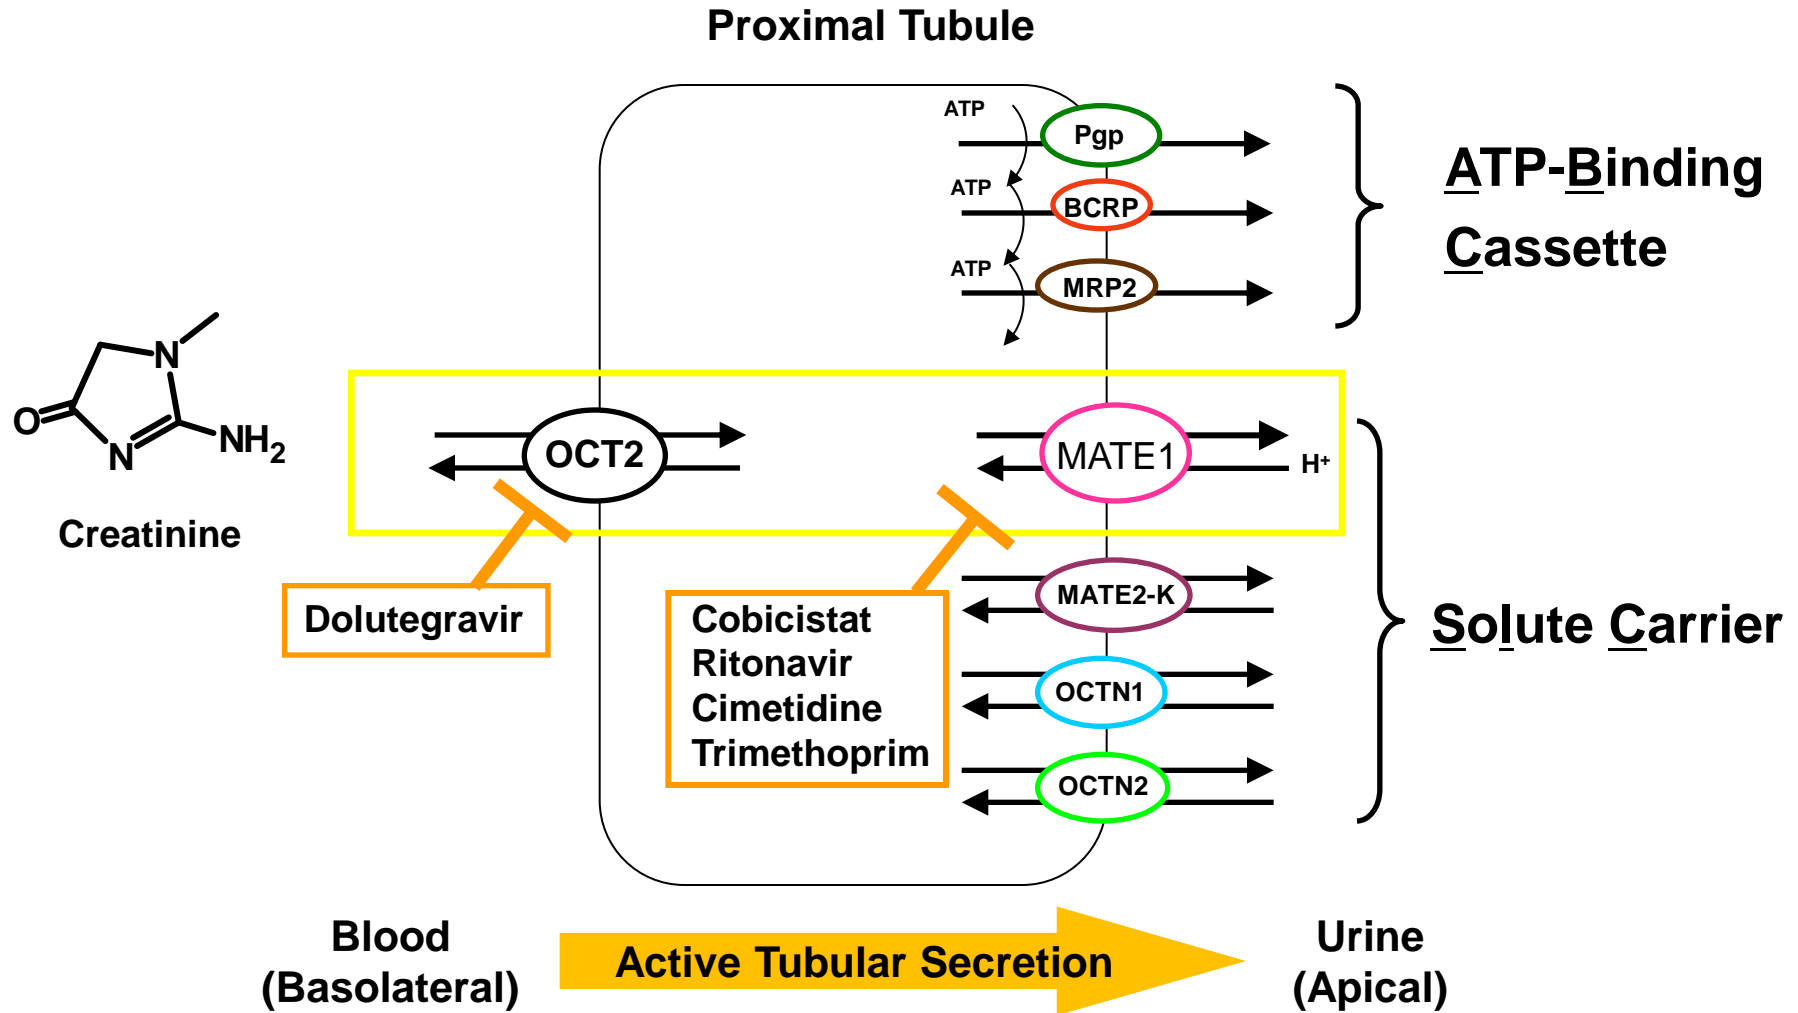 Proximal Tubule
ATP
Pgp
ATP
BCRP
ATP
MRP2
ATP-Binding
Cassette
N
O
N
NH2
Creatinine
OCT2
MATE1
H+
Dolutegravir
Cobicistat
Ritonavir
Cimetidine
Trimethoprim
MATE2-K
OCTN1
OCTN2
Solute Carrier
Blood
(Basolateral)
Active Tubular Secretion
Urine
(Apical)